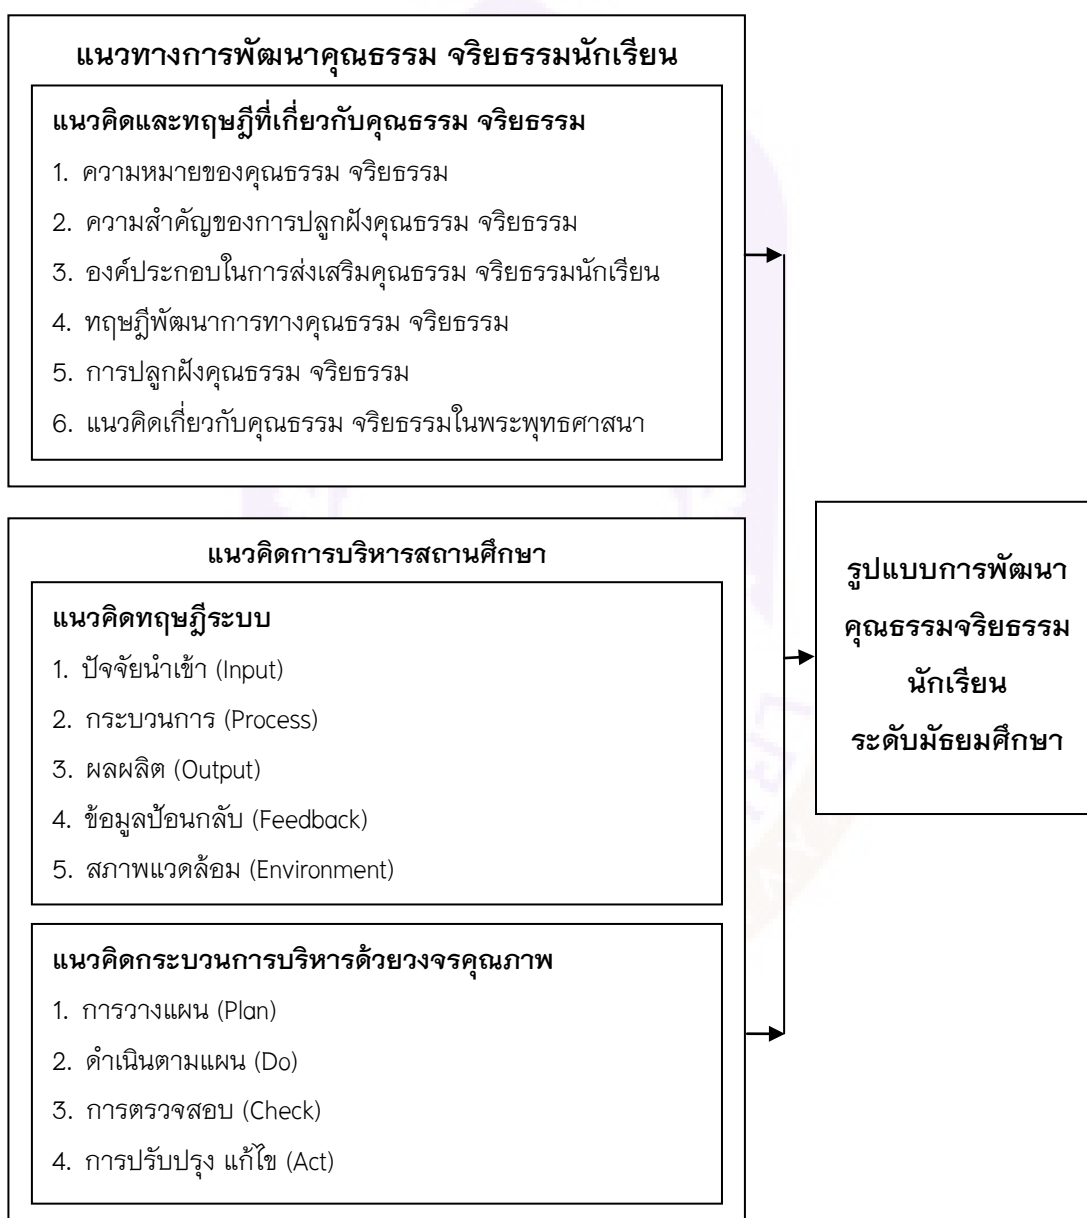 แนวทางการพัฒนาคุณธรรม จริยธรรมนักเรียน
แนวคิดและทฤษฎีที่เกี่ยวกับคุณธรรม จริยธรรม
1. ความหมายของคุณธรรม จริยธรรม
2. ความสำคัญของการปลูกฝังคุณธรรม จริยธรรม
3. องค์ประกอบในการส่งเสริมคุณธรรม จริยธรรมนักเรียน
4. ทฤษฎีพัฒนาการทางคุณธรรม จริยธรรม
5. การปลูกฝังคุณธรรม จริยธรรม
6. แนวคิดเกี่ยวกับคุณธรรม จริยธรรมในพระพุทธศาสนา
แนวคิดการบริหารสถานศึกษา
แนวคิดทฤษฎีระบบ
1. ปัจจัยนำเข้า (Input)
2. กระบวนการ (Process)
3. ผลผลิต (Output)
4. ข้อมูลป้อนกลับ (Feedback)
5. สภาพแวดล้อม (Environment)
แนวคิดกระบวนการบริหารด้วยวงจรคุณภาพ
1. การวางแผน (Plan)
2. ดำเนินตามแผน (Do)
3. การตรวจสอบ (Check)
4. การปรับปรุง แก้ไข (Act)
รูปแบบการพัฒนา
คุณธรรมจริยธรรม
นักเรียน
ระดับมัธยมศึกษา